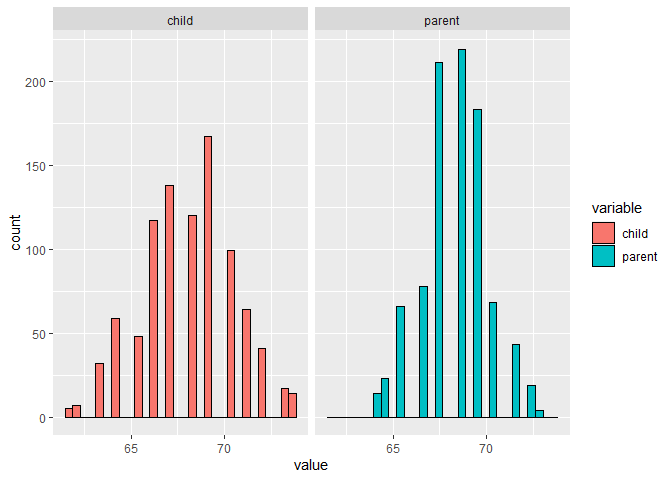 child parent
200
150
100
50
0
count
65 70 65 70
value
variable
child
parent